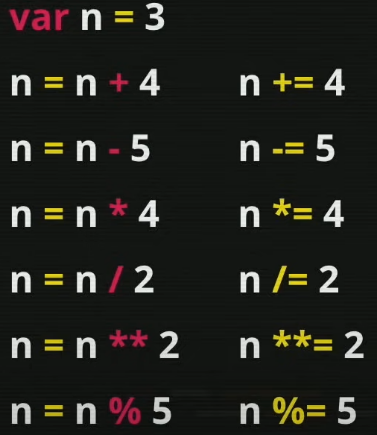 var n = 3
n = n + 4 n += 4
n = n - 5 n -= 5
n = n * 4 n *= 4
n = n / 2 n /= 2
n = n ** 2 n **= 2
n = n % 5 n %= 5